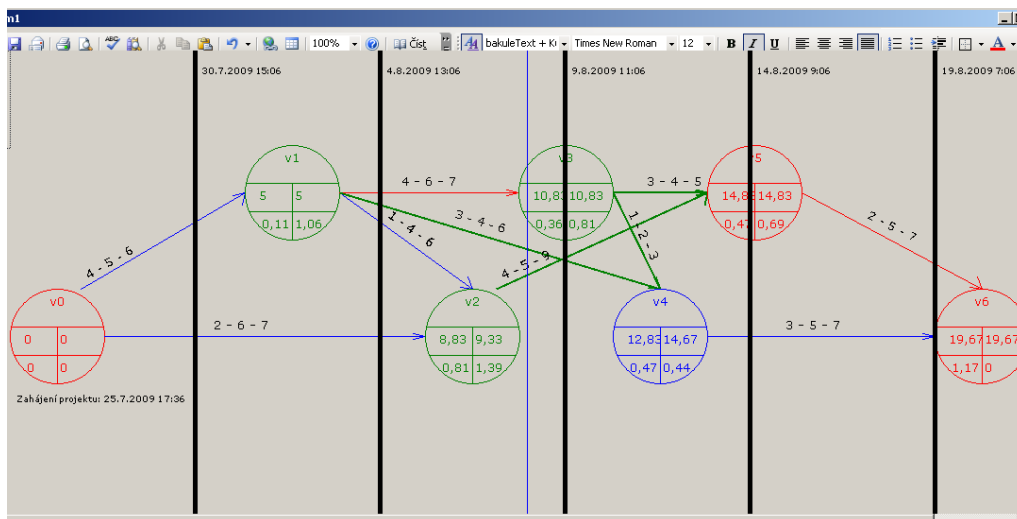 m1
100%
Číst
bakuleText + Ki
Times New Roman
12
B I U
A
30.7.2009 15:06
4.8.2009 13:06
9.8.2009 11:06
14.8.2009 9:06
19.8.2009 7:06
v1
5 5
0,11 1,06
4 - 6 - 7
v3
10,83 10,83
0,36 0,81
3 - 4 - 5
v5
14,83 14,83
0,47 0,69
4 - 5 - 6
1 - 4 - 6
3 - 4 - 6
4 - 5 - 9
1 - 2 - 3
2 - 5 - 7
v0
0 0
0 0
2 - 6 - 7
v2
8,83 9,33
0,81 1,39
v4
12,83 14,67
0,47 0,44
3 - 5 - 7
v6
19,67 19,67
1,17 0
Zahájení projektu: 25.7.2009 17:36